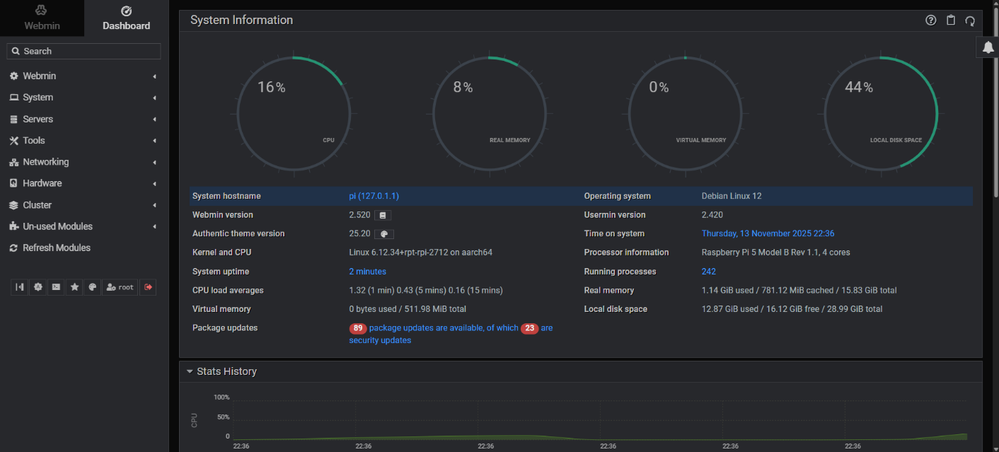 Webmin
Dashboard
Search
Webmin
System
Servers
Tools
Networking
Hardware
Cluster
Un-used Modules
Refresh Modules
root
System Information
16%
CPU
8%
REAL MEMORY
0%
VIRTUAL MEMORY
44%
LOCAL DISK SPACE
System hostname pi (127.0.1.1) Operating system Debian Linux 12
Webmin version 2.520 Usermin version 2.420
Authentic theme version 25.20 Time on system Thursday, 13 November 2025 22:36
Kernel and CPU Linux 6.12.34+rpt-rpi-2712 on aarch64 Processor information Raspberry Pi 5 Model B Rev 1.1, 4 cores
System uptime 2 minutes Running processes 242
CPU load averages 1.32 (1 min) 0.43 (5 mins) 0.16 (15 mins) Real memory 1.14 GiB used / 781.12 MiB cached / 15.83 GiB total
Virtual memory 0 bytes used / 511.98 MiB total Local disk space 12.87 GiB used / 16.12 GiB free / 28.99 GiB total
Package updates 89 package updates are available, of which 23 are
security updates
Stats History
CPU
100%
50%
0
22:36 22:36 22:36 22:36 22:36 22:36